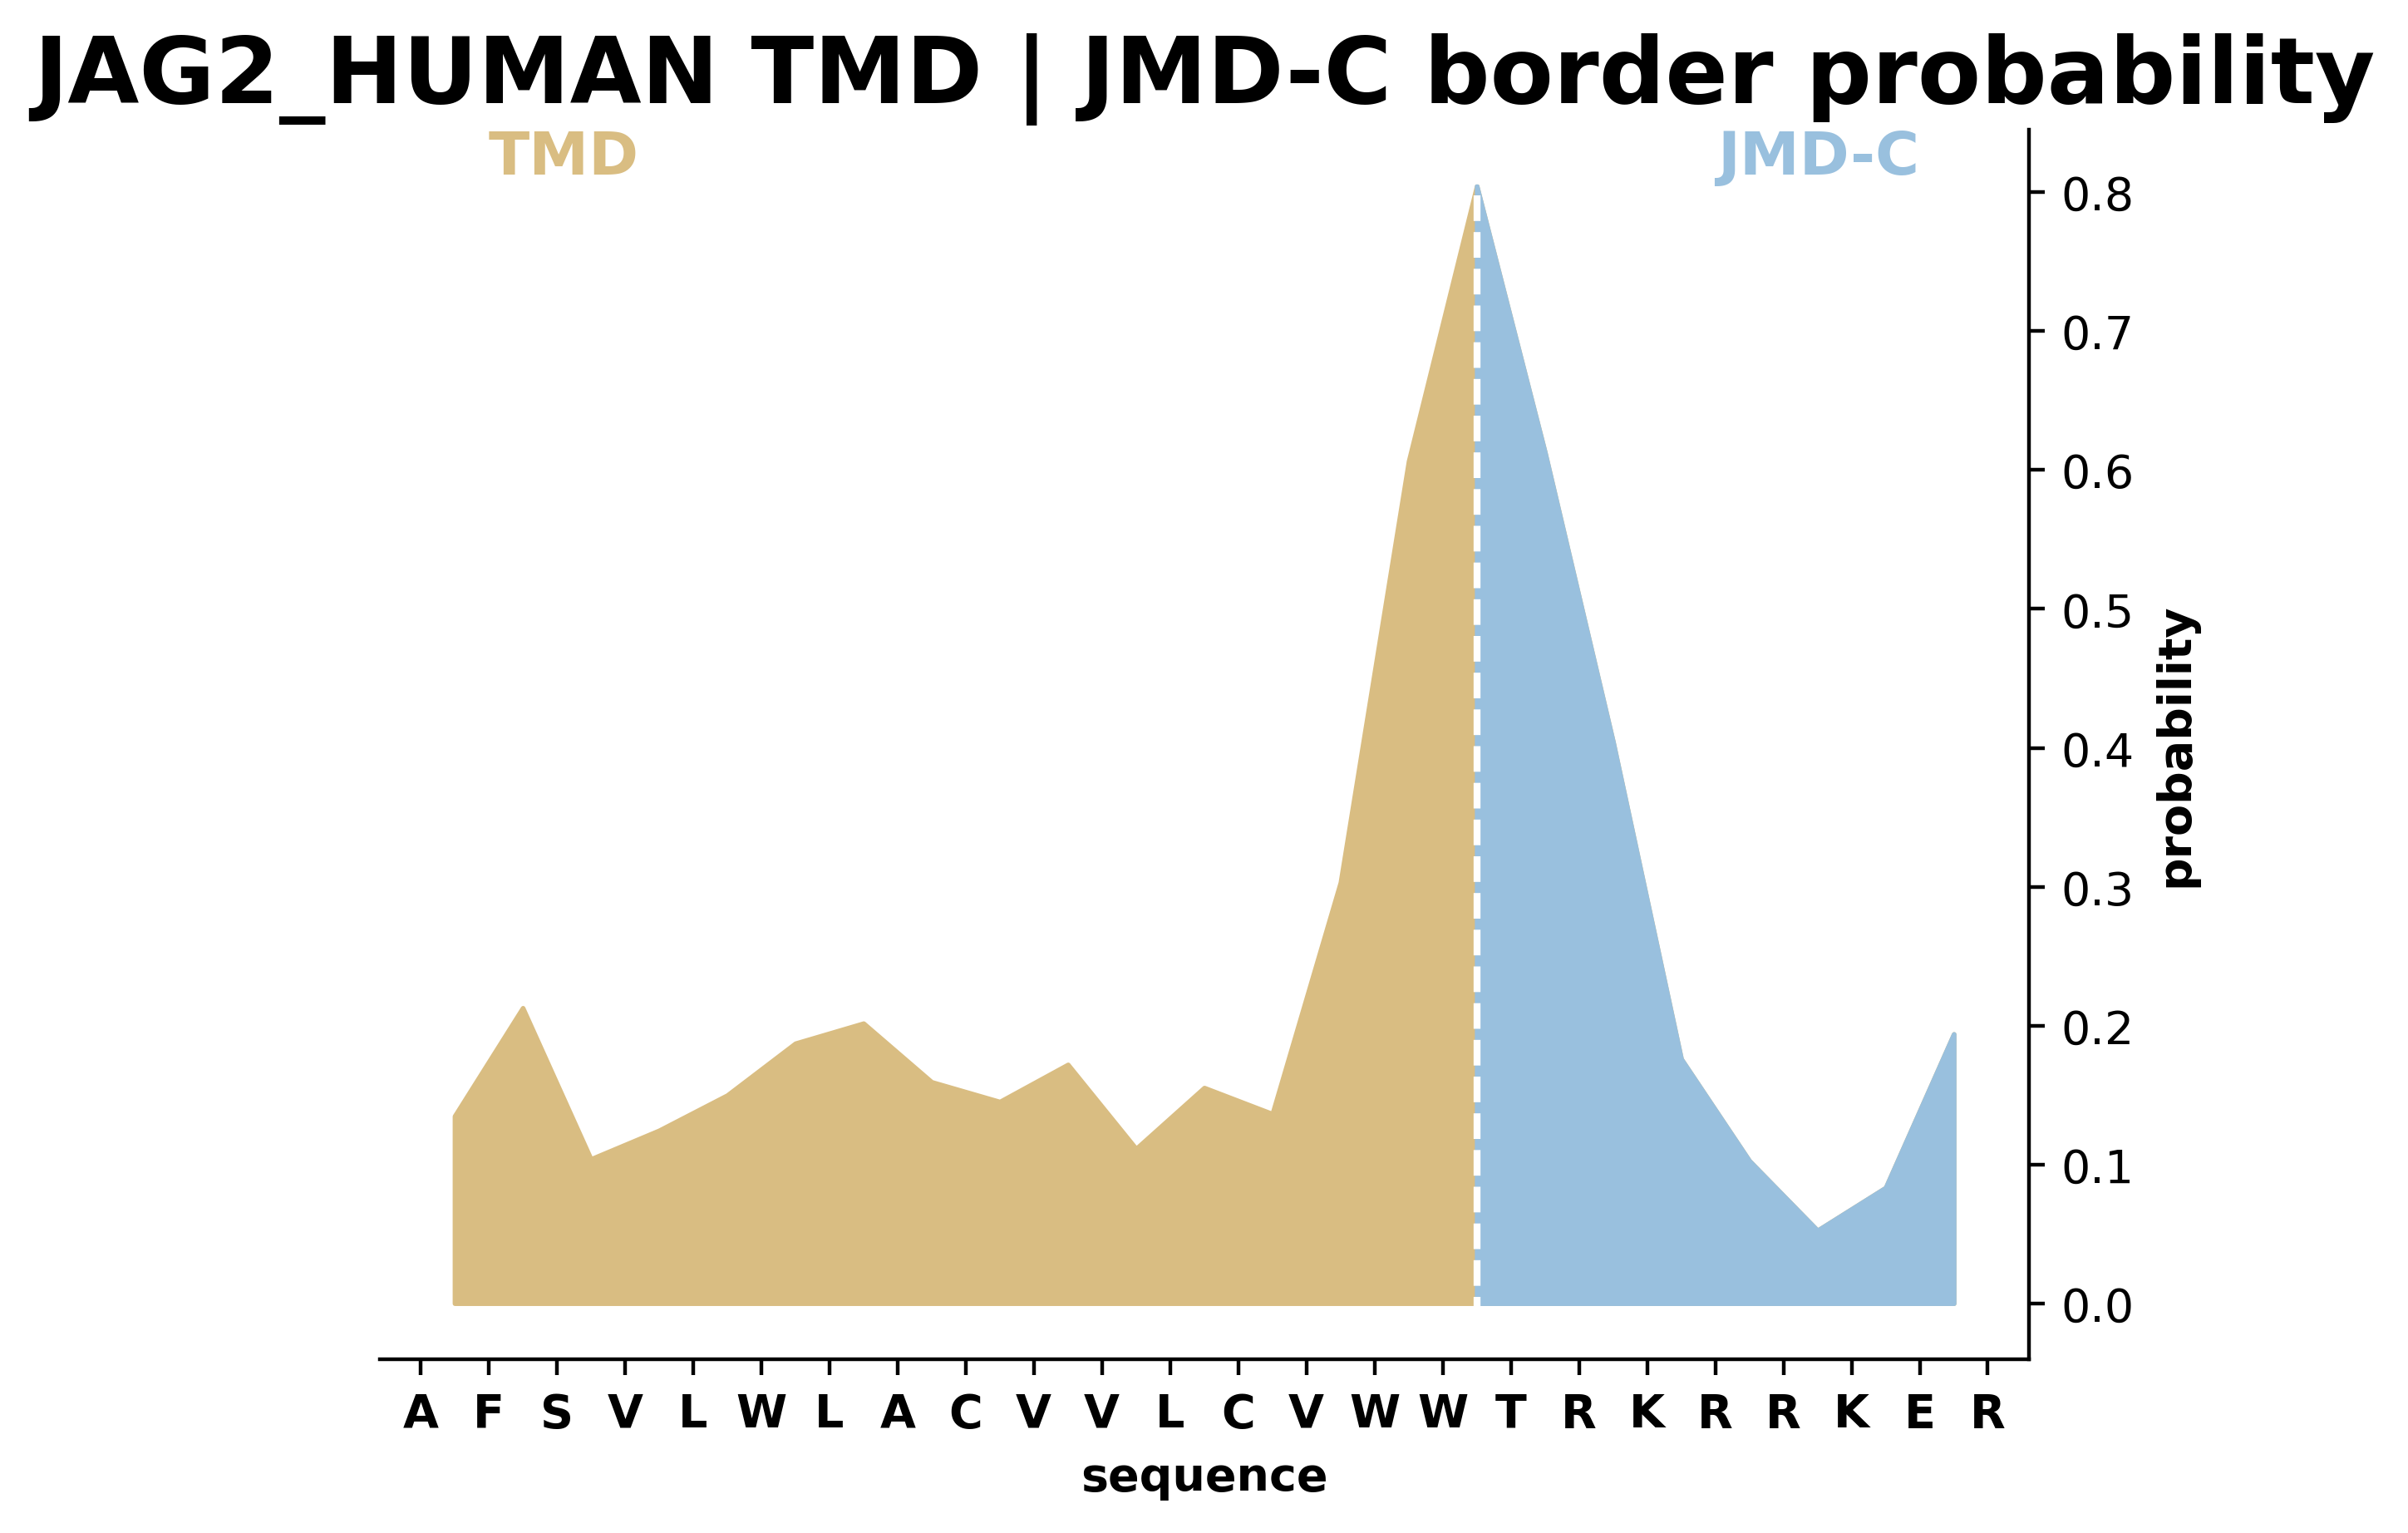 JAG2_HUMAN TMD | JMD-C border probability
TMD JMD-C
0.8
0.7
0.6
0.5
0.4
0.3
0.2
0.1
0.0
probability
A F S V L W L A C V V L C V W W T R K R R K E R
sequence